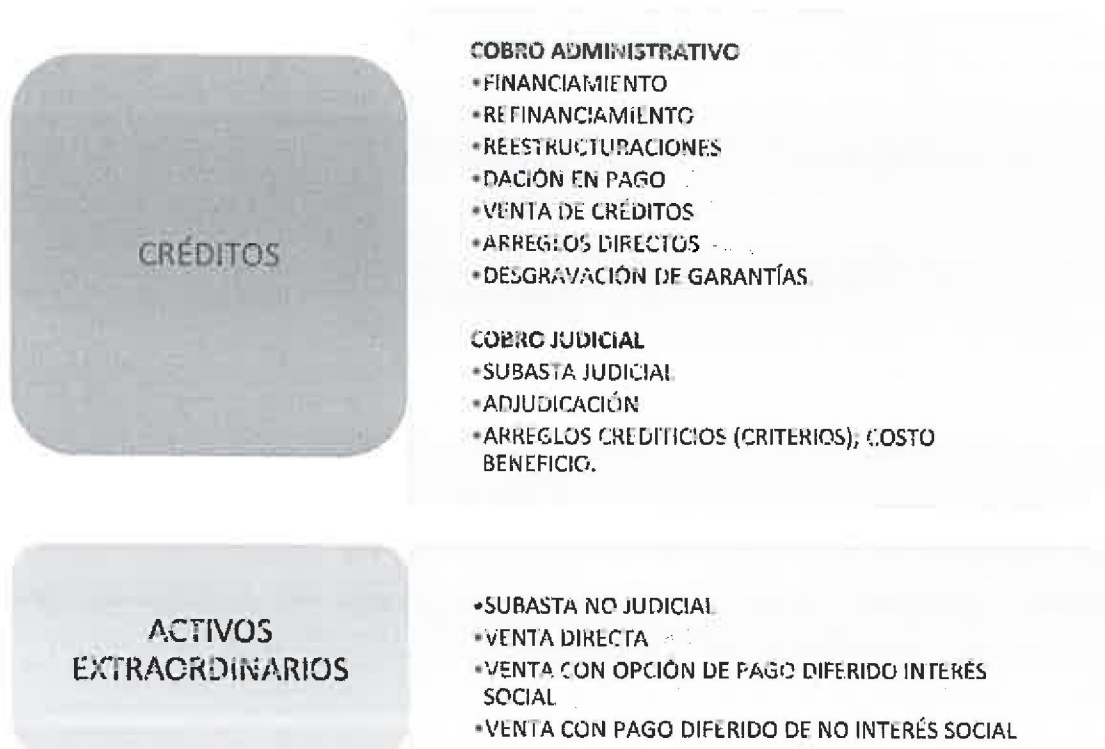 CRÉDITOS
COBRO ADMINISTRATIVO
•FINANCIAMIENTO
•REFINANCIAMIENTO
•REESTRUCTURACIONES
•DACIÓN EN PAGO
•VENTA DE CRÉDITOS
•ARREGLOS DIRECTOS
•DESGRAVACIÓN DE GARANTÍAS
COBRO JUDICIAL
•SUBASTA JUDICIAL
•ADJUDICACIÓN
•ARREGLOS CREDITICIOS (CRITERIOS); COSTO
BENEFICIO.
ACTIVOS
EXTRAORDINARIOS
•SUBASTA NO JUDICIAL
•VENTA DIRECTA
•VENTA CON OPCIÓN DE PAGO DIFERIDO INTERÉS
SOCIAL
•VENTA CON PAGO DIFERIDO DE NO INTERÉS SOCIAL